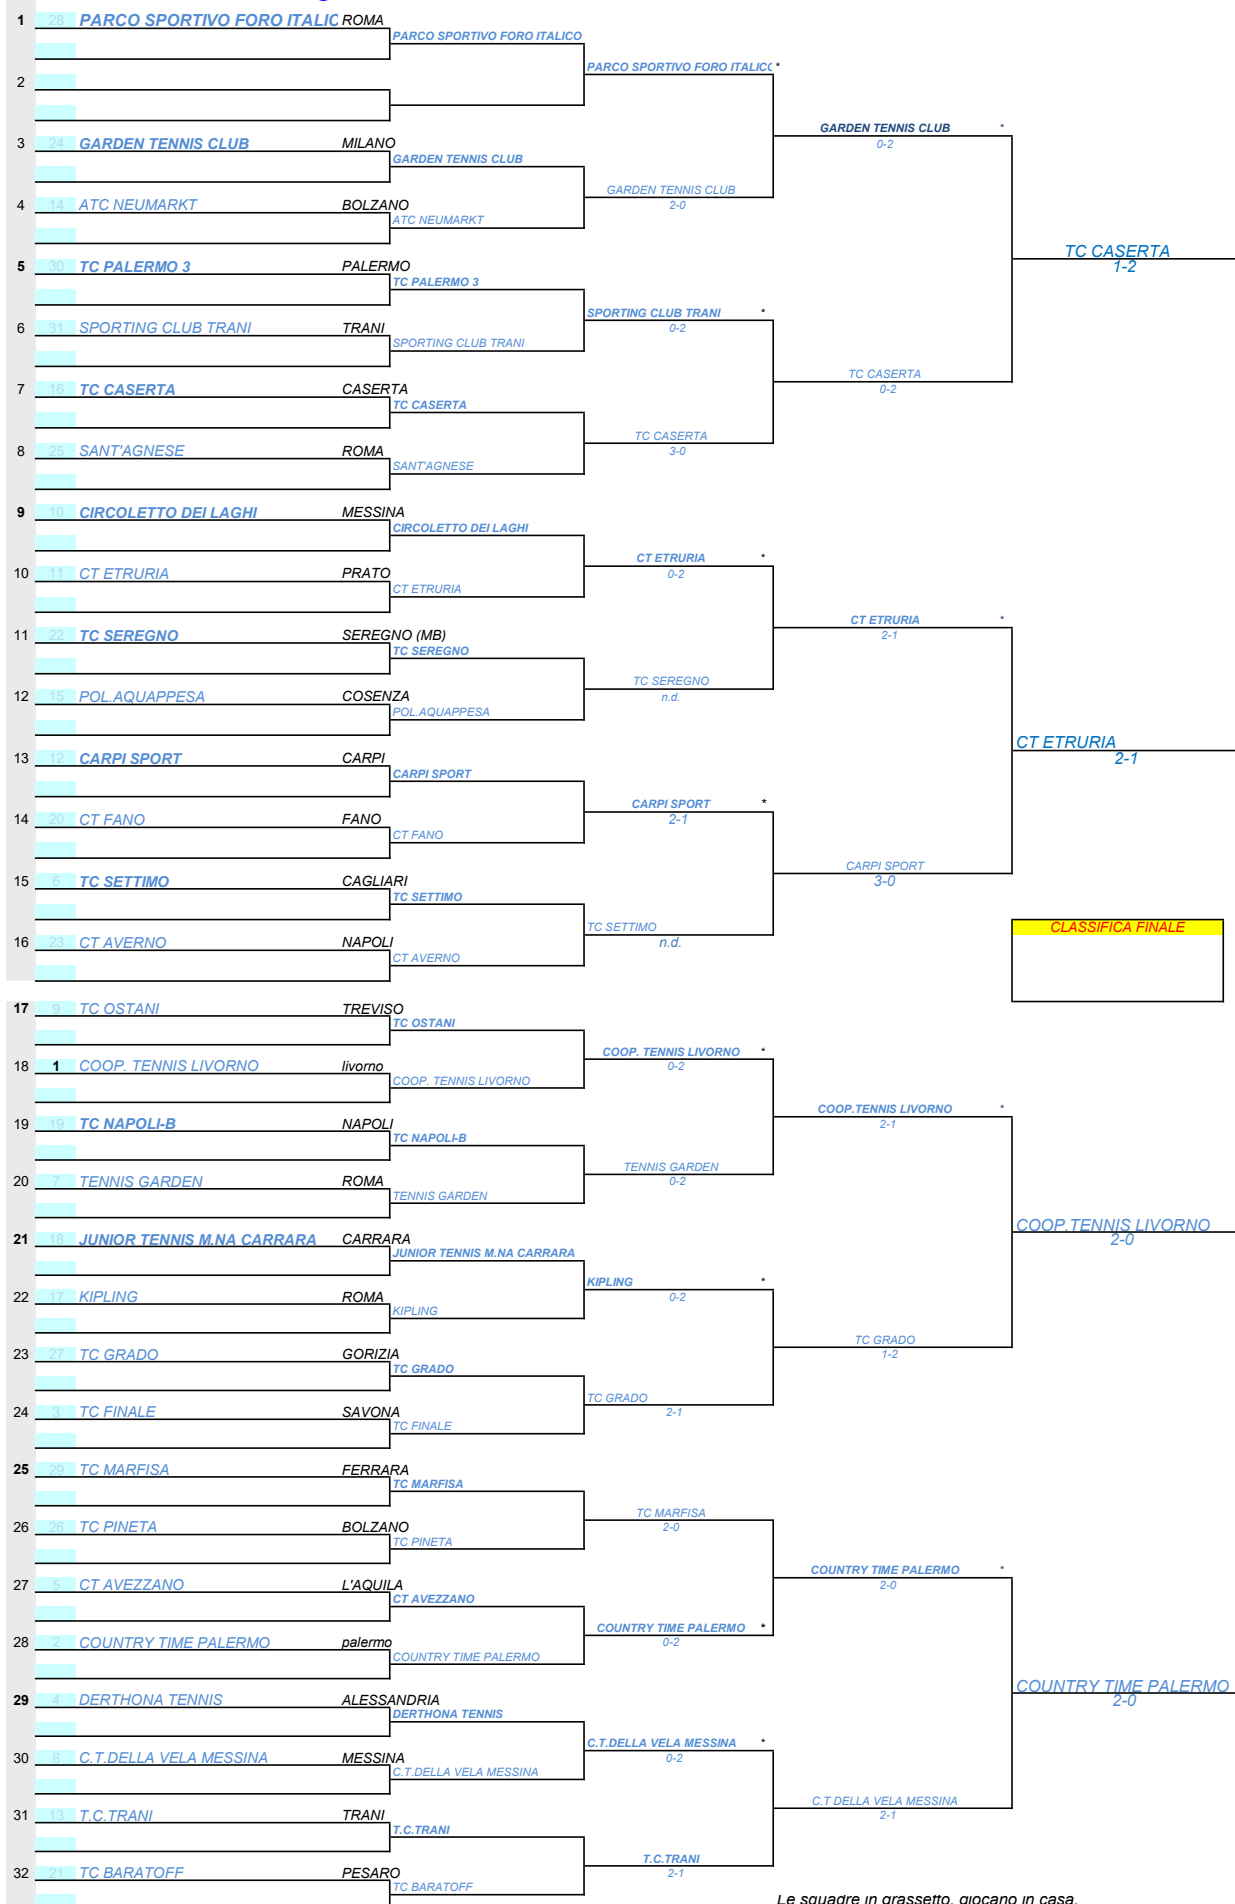 1 28 PARCO SPORTIVO FORO ITALIC ROMA
PARCO SPORTIVO FORO ITALICO
PARCO SPORTIVO FORO ITALICO *
2
GARDEN TENNIS CLUB *
0-2
3 24 GARDEN TENNIS CLUB MILANO
GARDEN TENNIS CLUB
GARDEN TENNIS CLUB
2-0
4 14 ATC NEUMARKT BOLZANO
ATC NEUMARKT
TC CASERTA
1-2
5 30 TC PALERMO 3 PALERMO
TC PALERMO 3
SPORTING CLUB TRANI *
0-2
6 31 SPORTING CLUB TRANI TRANI
SPORTING CLUB TRANI
TC CASERTA
0-2
7 16 TC CASERTA CASERTA
TC CASERTA
TC CASERTA
3-0
8 25 SANT'AGNESE ROMA
SANT'AGNESE
9 10 CIRCOLETTO DEI LAGHI MESSINA
CIRCOLETTO DEI LAGHI
CT ETRURIA *
0-2
10 11 CT ETRURIA PRATO
CT ETRURIA
CT ETRURIA *
2-1
11 22 TC SEREGNO SEREGNO (MB)
TC SEREGNO
TC SEREGNO
n.d.
12 15 POL.AQUAPPESA COSENZA
POL.AQUAPPESA
CT ETRURIA
2-1
13 12 CARPI SPORT CARPI
CARPI SPORT
CARPI SPORT *
2-1
14 20 CT FANO FANO
CT FANO
CARPI SPORT
3-0
15 6 TC SETTIMO CAGLIARI
TC SETTIMO
TC SETTIMO
n.d.
CLASSIFICA FINALE
16 23 CT AVERNO NAPOLI
CT AVERNO
17 9 TC OSTANI TREVISO
TC OSTANI
COOP. TENNIS LIVORNO *
0-2
18 1 COOP. TENNIS LIVORNO livorno
COOP. TENNIS LIVORNO
COOP.TENNIS LIVORNO *
2-1
19 19 TC NAPOLI-B NAPOLI
TC NAPOLI-B
TENNIS GARDEN
0-2
20 7 TENNIS GARDEN ROMA
TENNIS GARDEN
COOP.TENNIS LIVORNO
2-0
21 18 JUNIOR TENNIS M.NA CARRARA CARRARA
JUNIOR TENNIS M.NA CARRARA
KIPLING *
0-2
22 17 KIPLING ROMA
KIPLING
TC GRADO
1-2
23 27 TC GRADO GORIZIA
TC GRADO
TC GRADO
2-1
24 3 TC FINALE SAVONA
TC FINALE
25 29 TC MARFISA FERRARA
TC MARFISA
TC MARFISA
2-0
26 26 TC PINETA BOLZANO
TC PINETA
COUNTRY TIME PALERMO *
2-0
27 5 CT AVEZZANO L'AQUILA
CT AVEZZANO
COUNTRY TIME PALERMO *
0-2
28 2 COUNTRY TIME PALERMO palermo
COUNTRY TIME PALERMO
COUNTRY TIME PALERMO
2-0
29 4 DERTHONA TENNIS ALESSANDRIA
DERTHONA TENNIS
C.T.DELLA VELA MESSINA *
0-2
30 8 C.T.DELLA VELA MESSINA MESSINA
C.T.DELLA VELA MESSINA
C.T DELLA VELA MESSINA
2-1
31 13 T.C.TRANI TRANI
T.C.TRANI
T.C.TRANI
2-1
32 21 TC BARATOFF PESARO
TC BARATOFF
Le squadre in grassetto, giocano in casa.